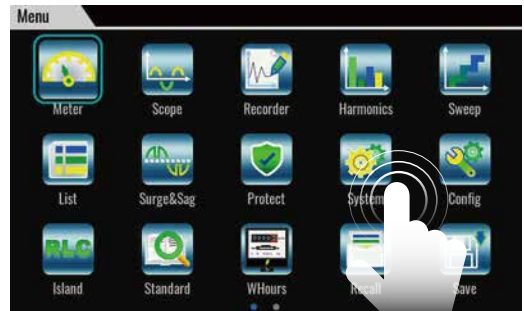 Menu
Meter Scope Recorder Harmonics Sweep
List Surge&Sag Protect System Config
RLC
Island Standard WHours Recall Save